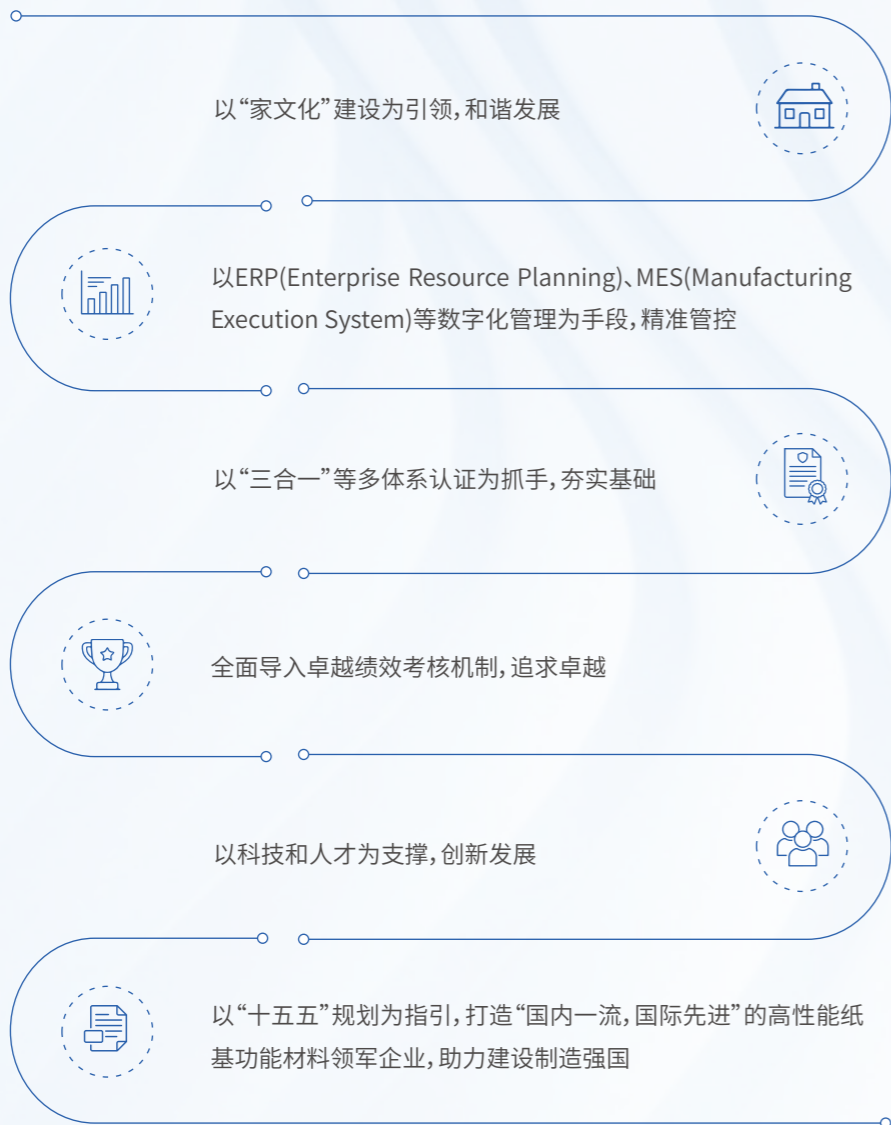 以“家文化”建设为引领，和谐发展
以ERP(Enterprise Resource Planning)、MES(Manufacturing
Execution System)等数字化管理为手段，精准管控
以“三合一”等多体系认证为抓手，夯实基础
全面导入卓越绩效考核机制，追求卓越
以科技和人才为支撑，创新发展
以“十五五”规划为指引，打造“国内一流，国际先进”的高性能纸
基功能材料领军企业，助力建设制造强国